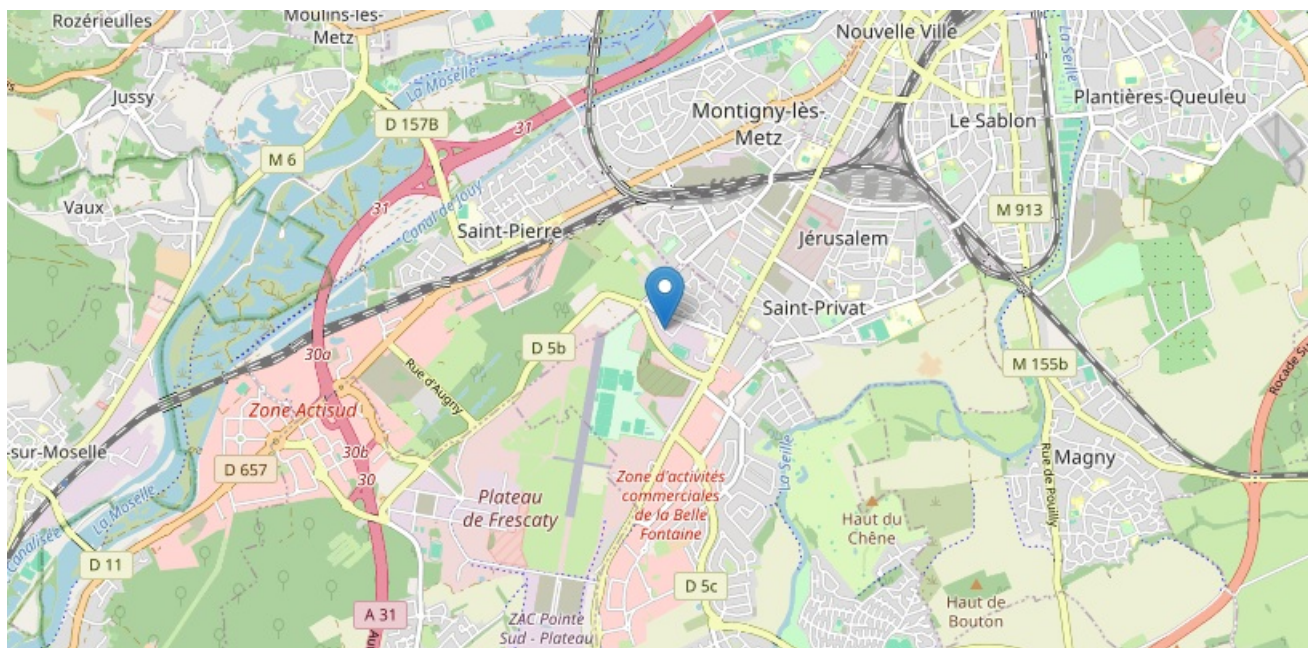 Rozérieulles
Moulins-lès-
Metz
Nouvelle Ville
La Seille
La Moselle
Jussy
Plantières-Queuleu
Montigny-lès-
Metz
Le Sablon
D 157B
31
M 6
31
Canal de Jouy
Vaux
M 913
Saint-Pierre
Jérusalem
Saint-Privat
30a
D 5b
M 155b
Rue d'Augny
Rocade Su
Zone Actisud
30b
-sur-Moselle
D 657
La Seille
Magny
Rue de Pouilly
30
Zone d'activités
commerciales
de la Belle
Fontaine
Plateau
de Frescaty
La Moselle
Canalisée
Haut du
Chêne
D 11
D 5c
Haut de
Bouton
A 31
Au
ZAC Pointe
Sud - Plateau